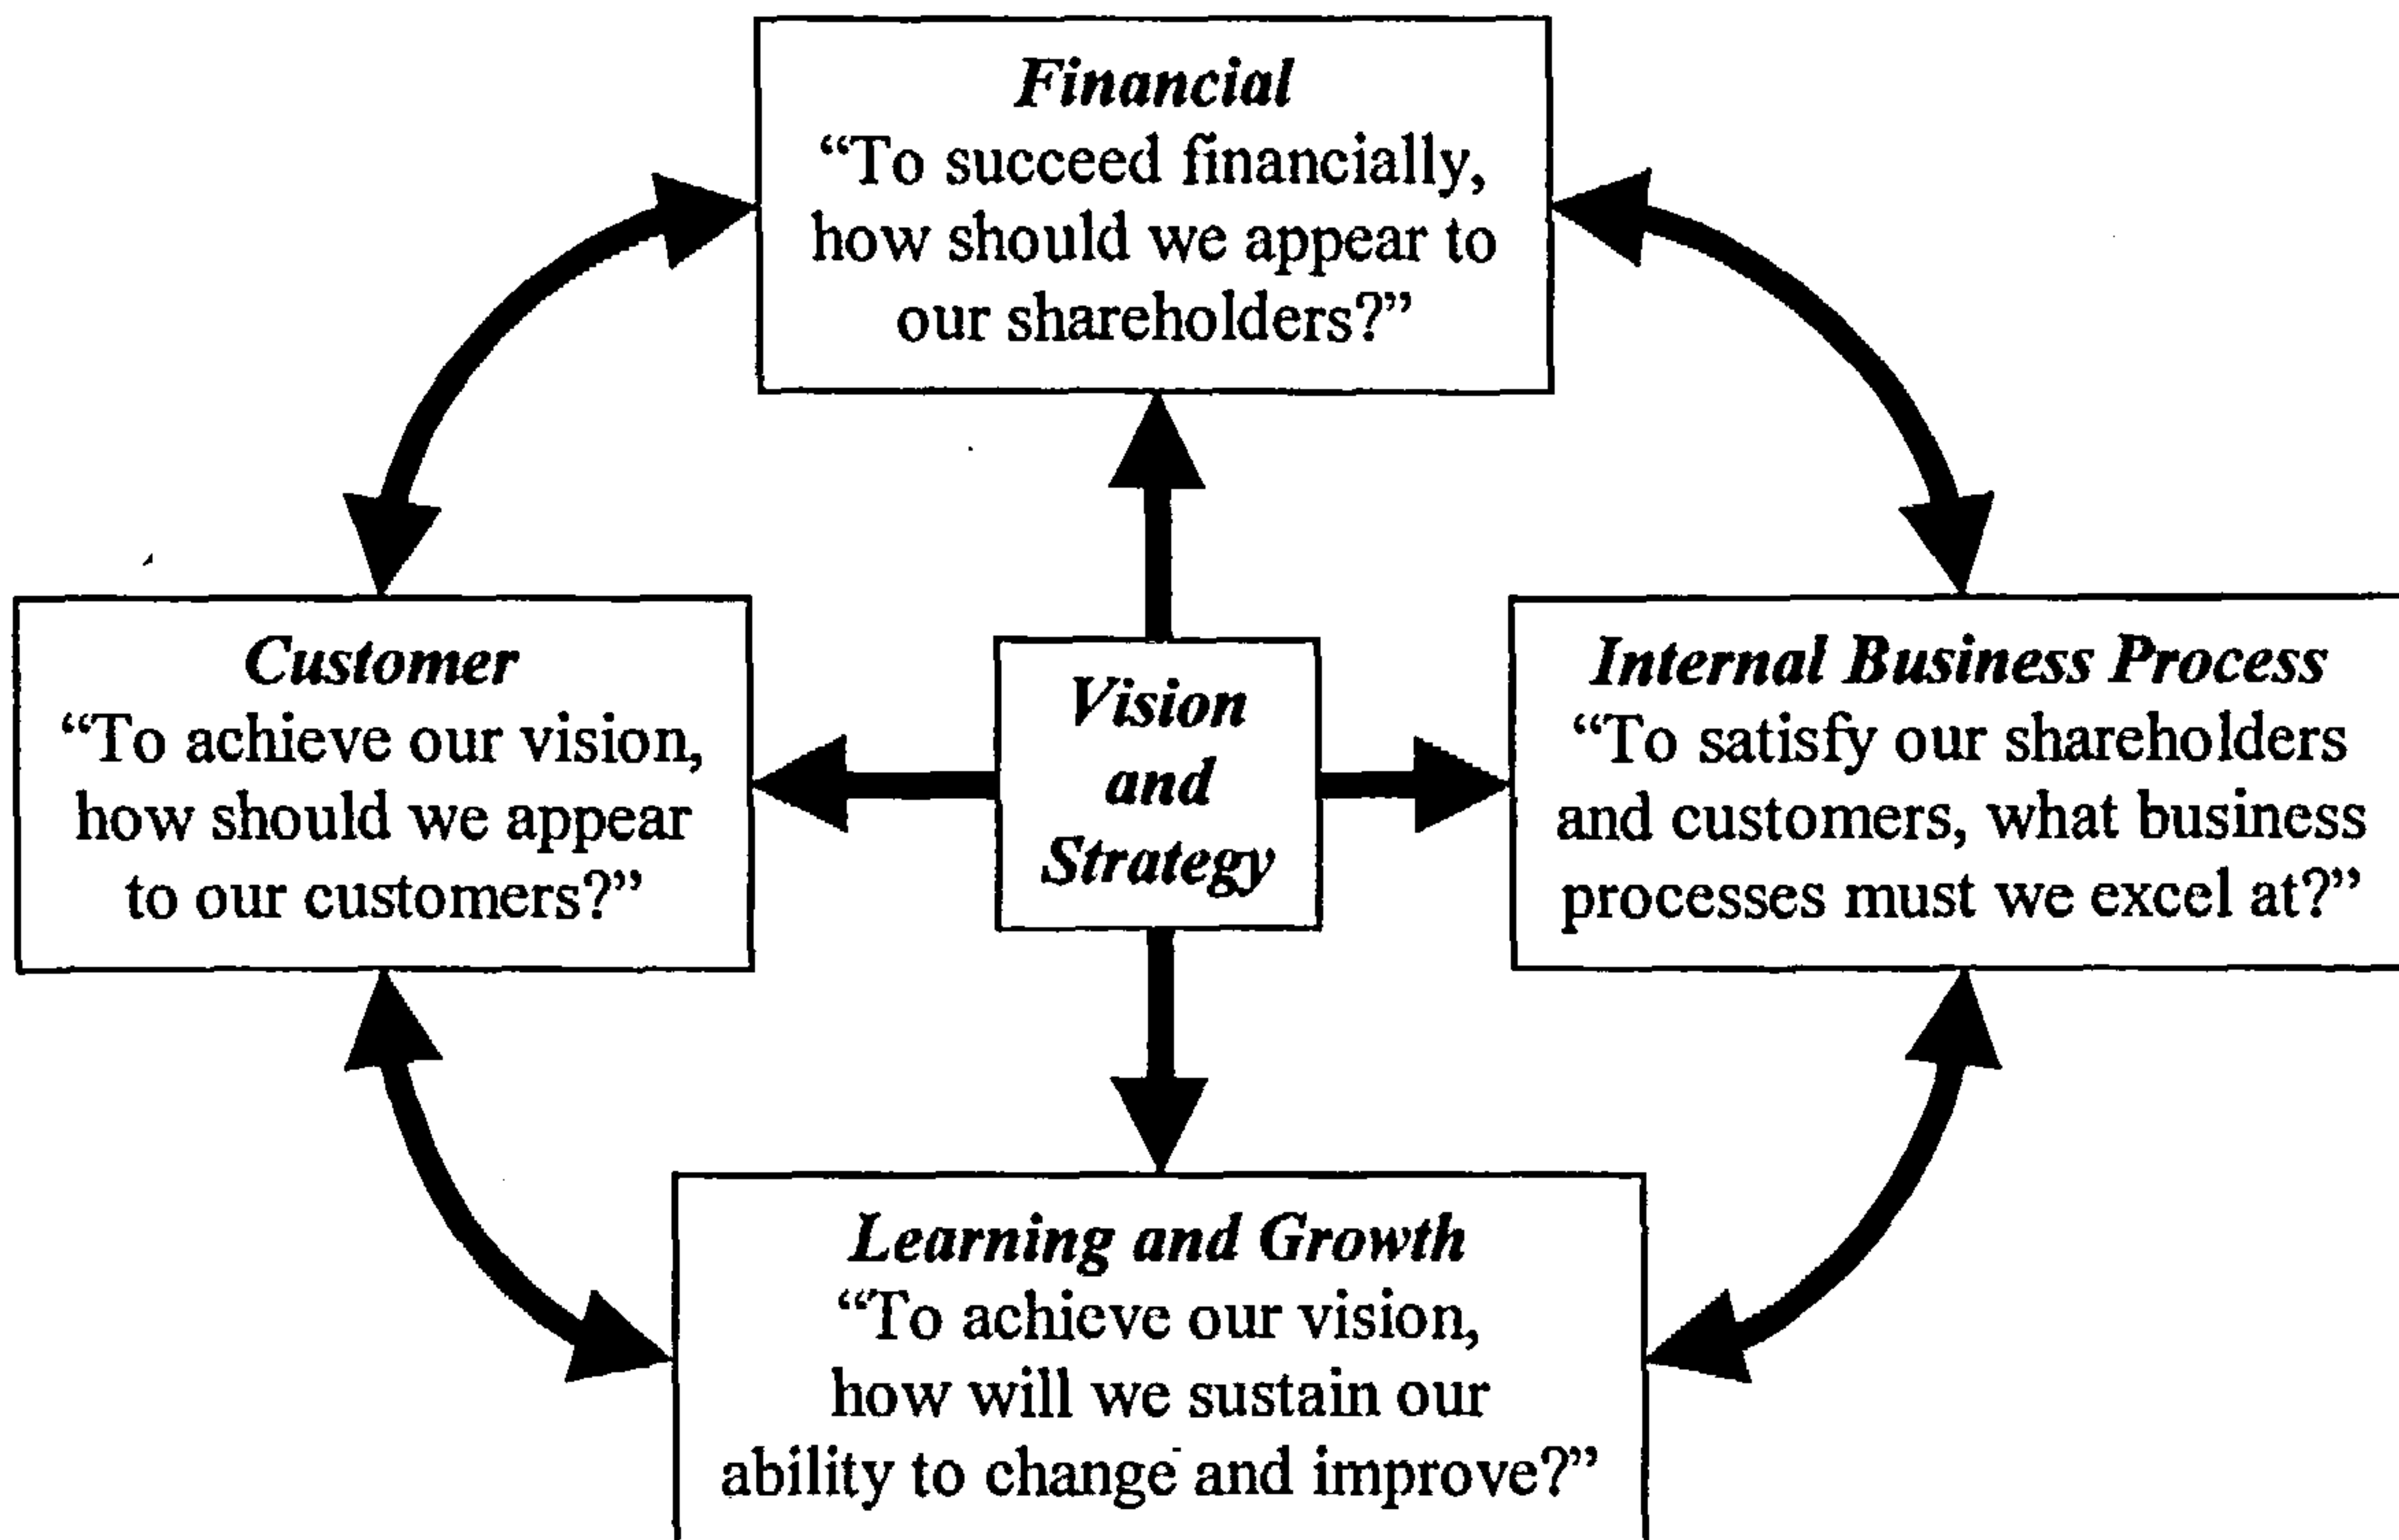 Financial
“To succeed financially,
how should we appear to
our shareholders?”
Customer
“To achieve our vision,
how should we appear
to our customers?”
Vision
and
Strategy
Internal Business Process
“To satisfy our shareholders
and customers, what business
processes must we excel at?”
Learning and Growth
“To achieve our vision,
how will we sustain our
ability to change and improve?”